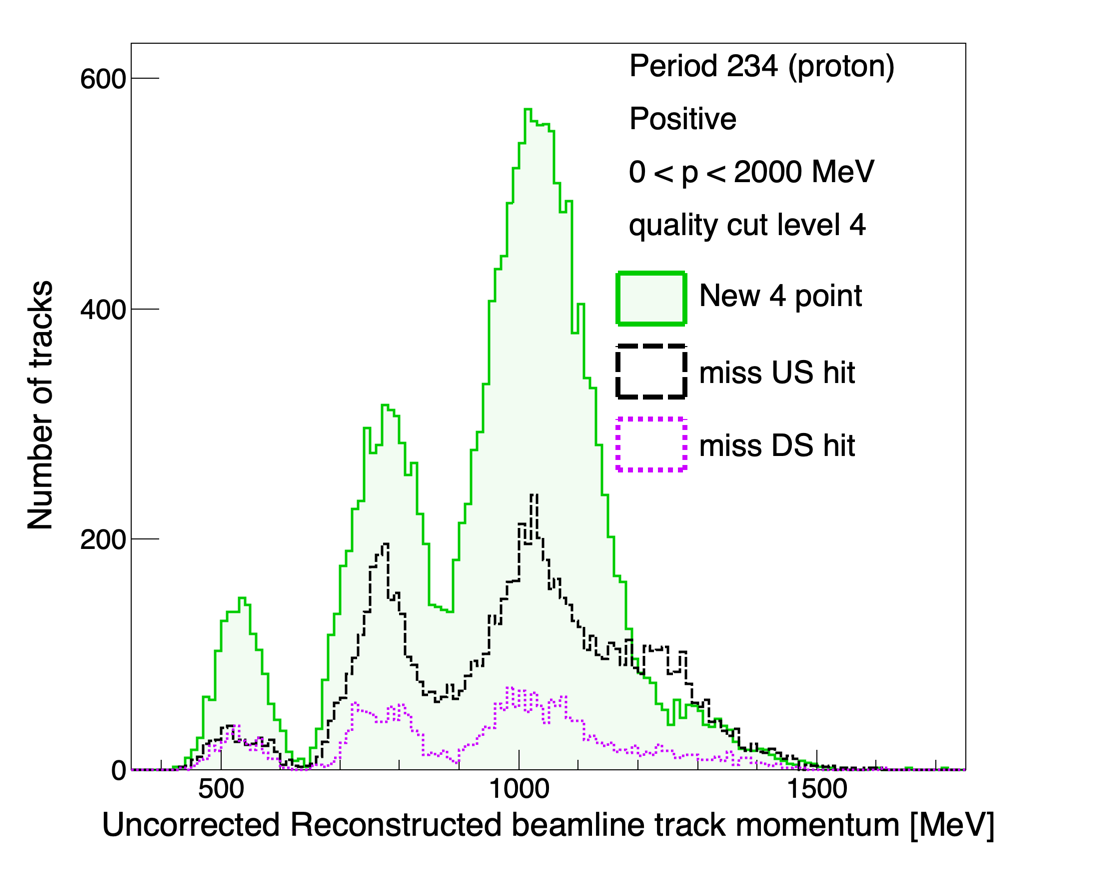 Period 234 (proton)
Positive
0 < p < 2000 MeV
quality cut level 4
New 4 point
miss US hit
miss DS hit
Number of tracks
600
400
200
0
500 1000 1500
Uncorrected Reconstructed beamline track momentum [MeV]